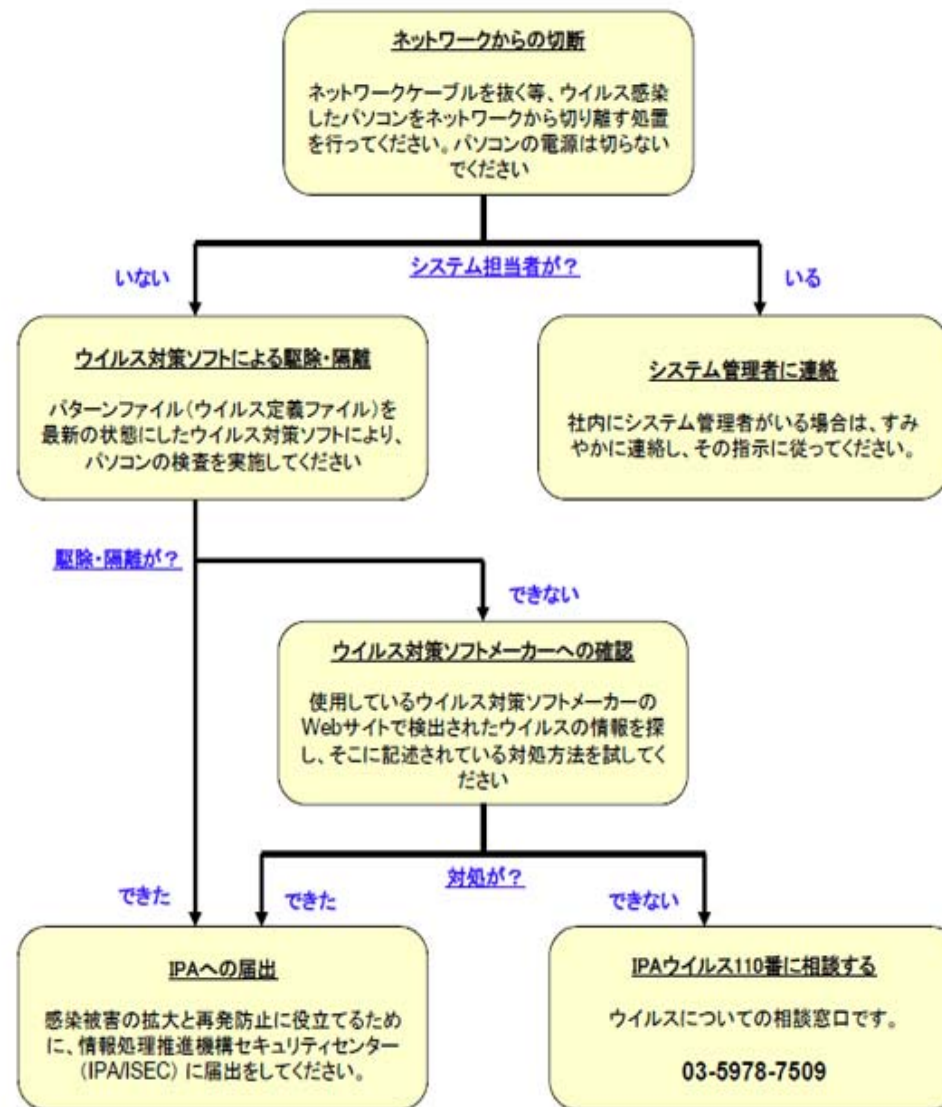 ネットワークからの切断
ネットワークケーブルを抜く等、ウイルス感染
したパソコンをネットワークから切り離す処置
を行ってください。パソコンの電源は切らない
でください
システム担当者が？
いない
いる
ウイルス対策ソフトによる駆除・隔離
パターンファイル（ウイルス定義ファイル）を
最新の状態にしたウイルス対策ソフトにより、
パソコンの検査を実施してください
システム管理者に連絡
社内にシステム管理者がいる場合は、すみ
やかに連絡し、その指示に従ってください。
駆除・隔離が？
できない
ウイルス対策ソフトメーカーへの確認
使用しているウイルス対策ソフトメーカーの
Webサイトで検出されたウイルスの情報を探
し、そこに記述されている対処方法を試してく
ださい
対処が？
できた
できた
できない
IPAへの届出
感染被害の拡大と再発防止に役立てるため
に、情報処理推進機構セキュリティセンター
（IPA/ISEC）に届出をしてください。
IPAウイルス110番に相談する
ウイルスについての相談窓口です。
03-5978-7509